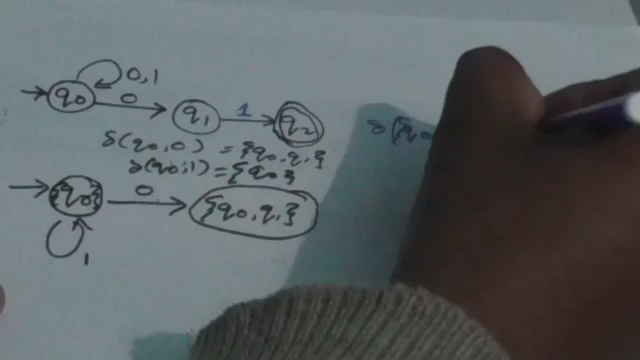 0,1
q0 0 q1 1 q2
δ(q0,0) = {q0,q1}
δ(q0,1) = {q0}
{q0} 0 {q0,q1}
1
δ({q0